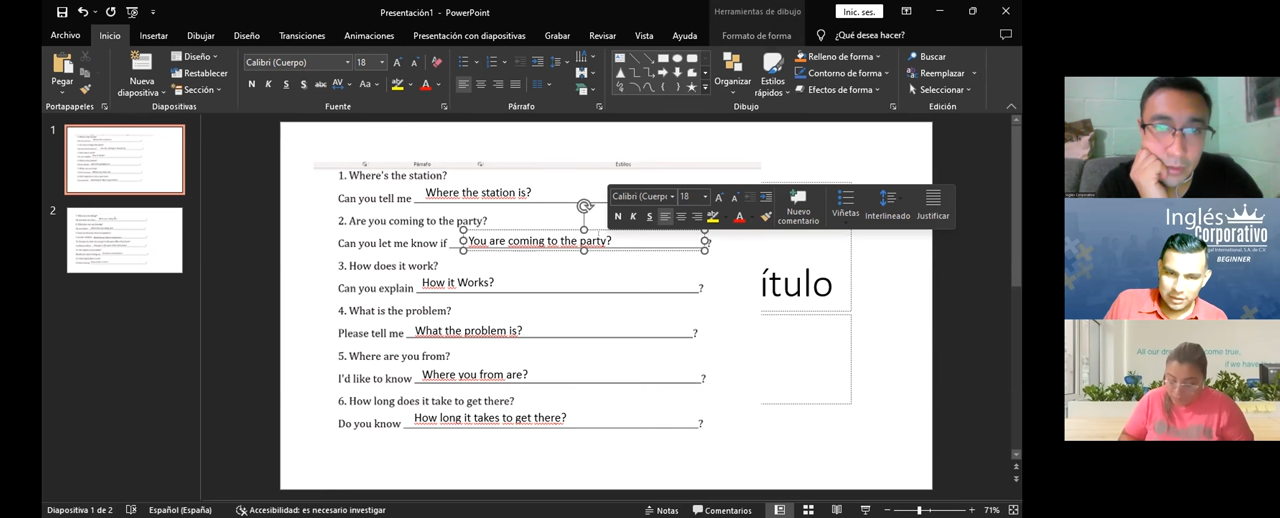 Presentación1 - PowerPoint
Herramientas de dibujo
Inic. ses.
Archivo
Inicio
Insertar
Dibujar
Diseño
Transiciones
Animaciones
Presentación con diapositivas
Grabar
Revisar
Vista
Ayuda
Formato de forma
¿Qué desea hacer?
Pegar
Nueva diapositiva
Diseño
Restablecer
Sección
Calibri (Cuerpo)
18
N K S S abc AV Aa A
Organizar
Estilos rápidos
Relleno de forma
Contorno de forma
Efectos de forma
Buscar
Reemplazar
Seleccionar
Portapapeles
Diapositivas
Fuente
Párrafo
Dibujo
Edición
1
2
Párrafo
Estilos
1. Where's the station?
Can you tell me Where the station is?
2. Are you coming to the party?
Can you let me know if You are coming to the party?
3. How does it work?
Can you explain How it Works? ?
4. What is the problem?
Please tell me What the problem is? ?
5. Where are you from?
I'd like to know Where you from are? ?
6. How long does it take to get there?
Do you know How long it takes to get there? ?
ítulo
Calibri (Cuerpo
18
N K S
Nuevo comentario
Viñetas
Interlineado
Justificar
Inglés
Corporativo
BEGINNER
Diapositiva 1 de 2
Español (España)
Accesibilidad: es necesario investigar
Notas
Comentarios
71%